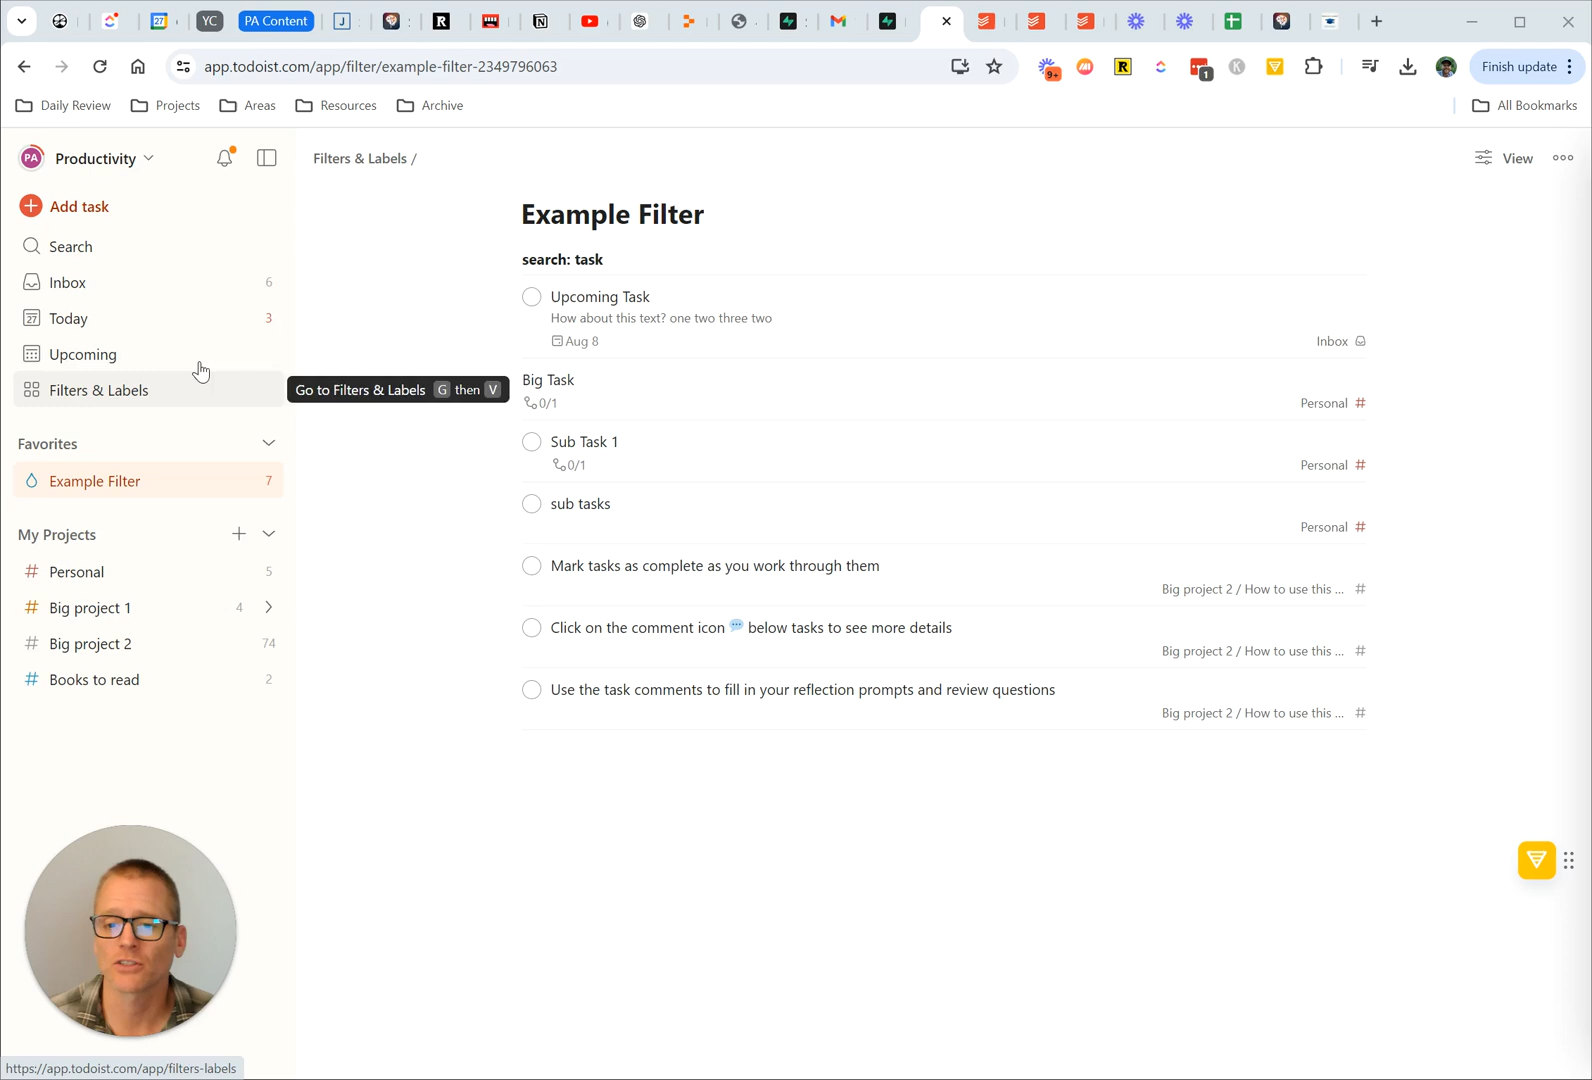 27
YC
PA Content
J
R
app.todoist.com/app/filter/example-filter-2349796063
9+
R
1
K
Finish update
Daily Review
Projects
Areas
Resources
Archive
All Bookmarks
PA
Productivity
Filters & Labels /
View
Add task
Search
Inbox 6
27 Today 3
Upcoming
Filters & Labels
Go to Filters & Labels G then V
Favorites
Example Filter 7
My Projects
# Personal 5
# Big project 1 4
# Big project 2 74
# Books to read 2
Example Filter
search: task
Upcoming Task
How about this text? one two three two
Aug 8
Inbox
Big Task
0/1
Personal #
Sub Task 1
0/1
Personal #
sub tasks
Personal #
Mark tasks as complete as you work through them
Big project 2 / How to use this ... #
Click on the comment icon 💬 below tasks to see more details
Big project 2 / How to use this ... #
Use the task comments to fill in your reflection prompts and review questions
Big project 2 / How to use this ... #
https://app.todoist.com/app/filters-labels